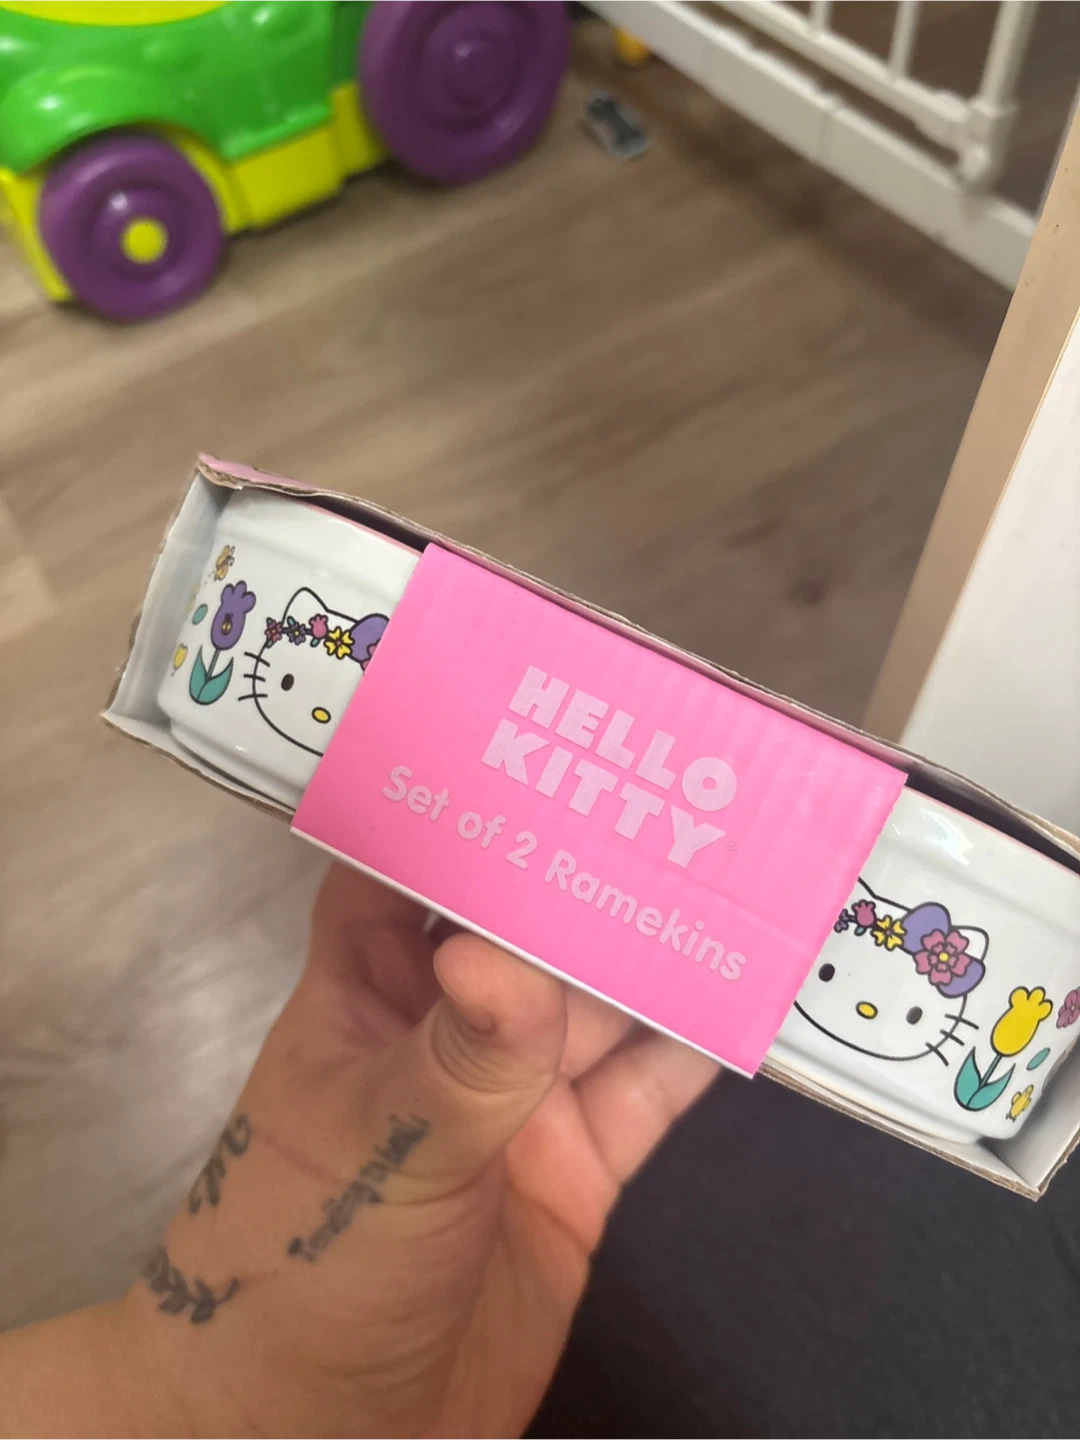 HELLO
KITTY
Set of 2 Ramekins